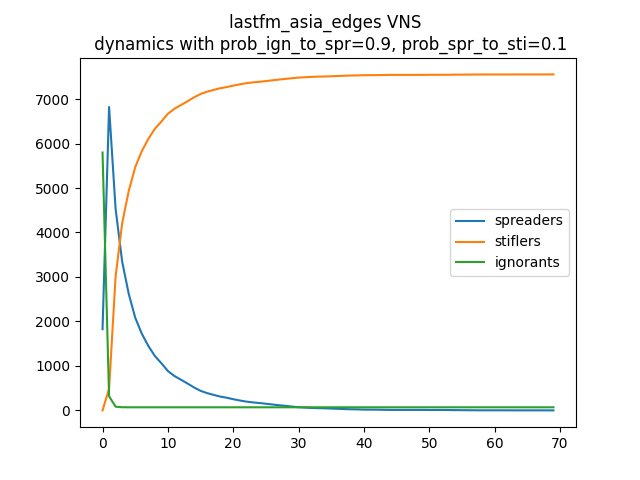 lastfm_asia_edges VNS
dynamics with prob_ign_to_spr=0.9, prob_spr_to_sti=0.1
7000
6000
5000
4000
3000
2000
1000
0
spreaders
stiflers
ignorants
0 10 20 30 40 50 60 70